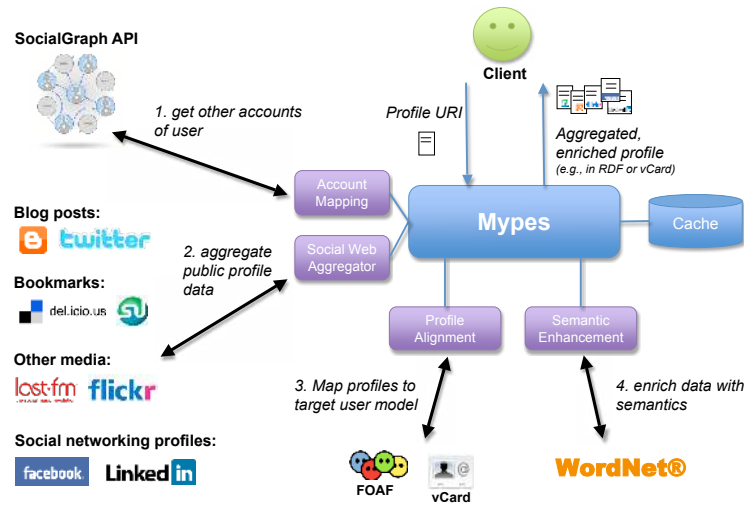 SocialGraph API
Client
1. get other accounts
of user
Profile URI
Aggregated,
enriched profile
(e.g., in RDF or vCard)
Account
Mapping
Mypes
Cache
Blog posts:
twitter
Social Web
Aggregator
2. aggregate
public profile
data
Bookmarks:
del.icio.us
Profile
Alignment
Semantic
Enhancement
Other media:
last.fm
flickr
3. Map profiles to
target user model
4. enrich data with
semantics
Social networking profiles:
facebook.
Linked in
FOAF
vCard
WordNet®